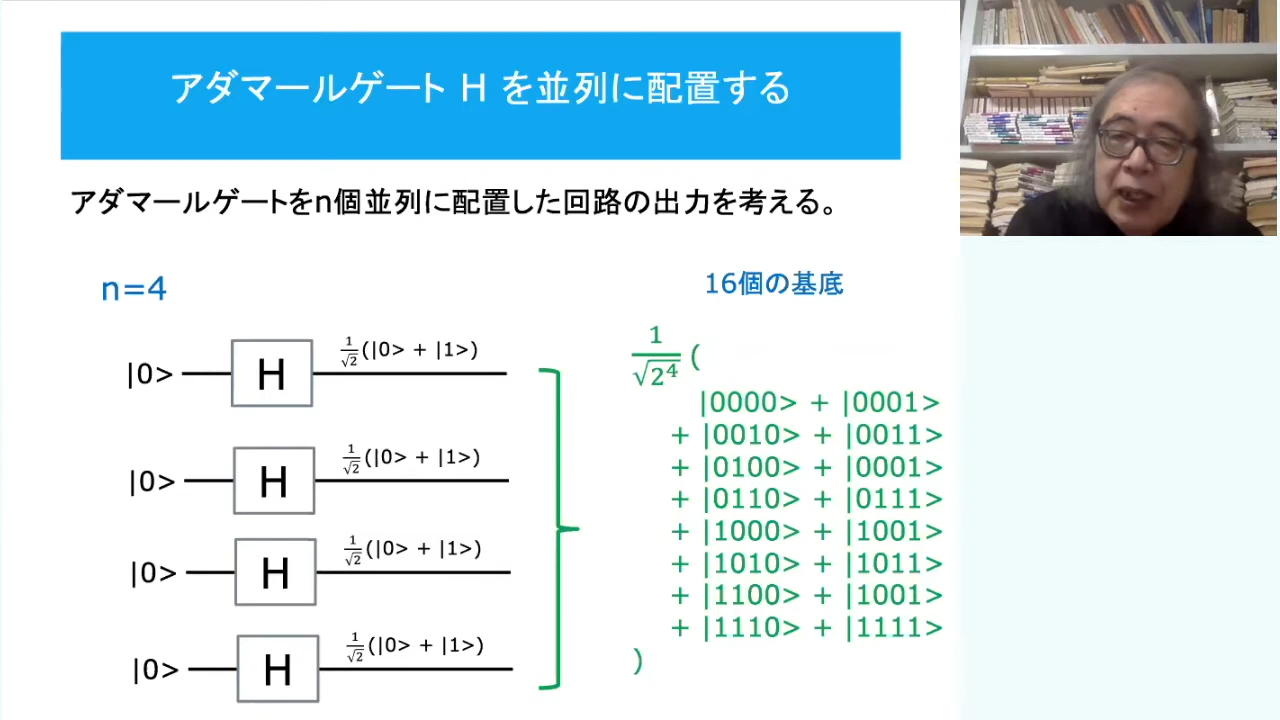 アダマールゲート H を並列に配置する
アダマールゲートをn個並列に配置した回路の出力を考える。
n=4
|0> H 1/√2(|0> + |1>)
|0> H 1/√2(|0> + |1>)
|0> H 1/√2(|0> + |1>)
|0> H 1/√2(|0> + |1>)
16個の基底
1/√2⁴ (
|0000> + |0001>
+ |0010> + |0011>
+ |0100> + |0001>
+ |0110> + |0111>
+ |1000> + |1001>
+ |1010> + |1011>
+ |1100> + |1001>
+ |1110> + |1111>
)